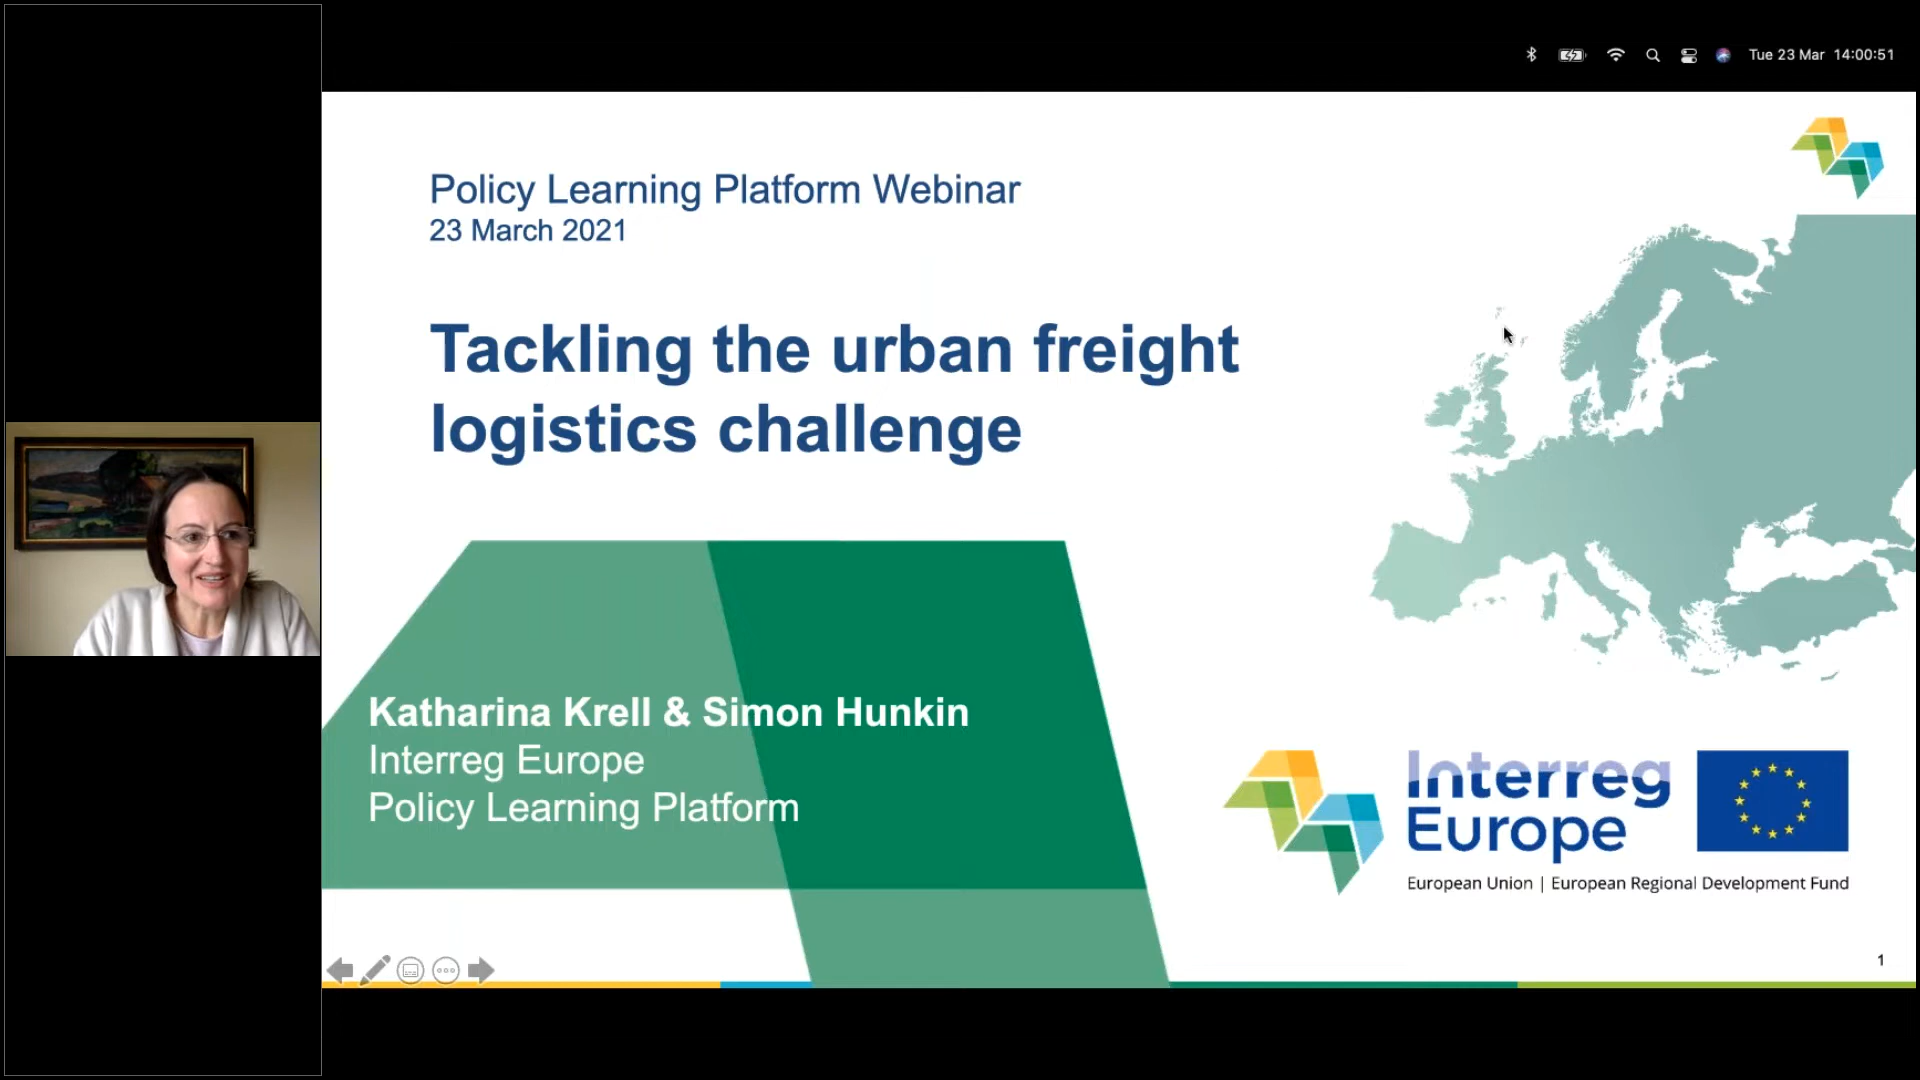 Tue 23 Mar 14:00:51
Policy Learning Platform Webinar
23 March 2021
Tackling the urban freight
logistics challenge
Katharina Krell & Simon Hunkin
Interreg Europe
Policy Learning Platform
Interreg
Europe
European Union | European Regional Development Fund
1